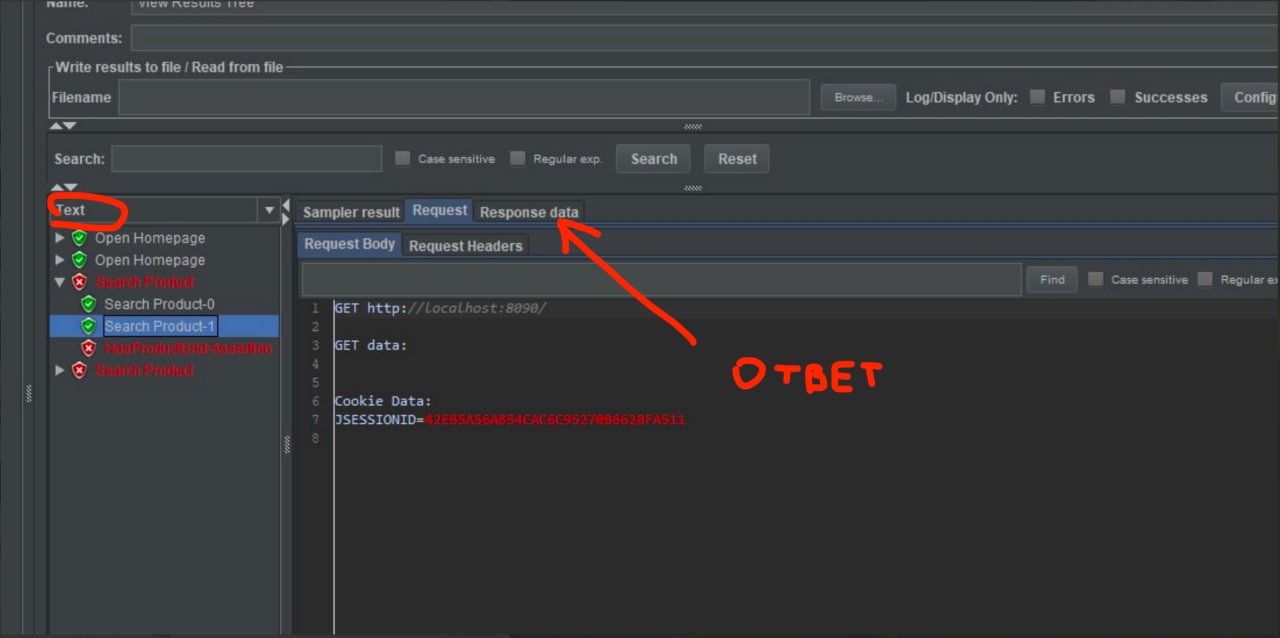 Name: View Results Tree
Comments:
Write results to file / Read from file
Filename Browse... Log/Display Only: Errors Successes Config
Search: Case sensitive Regular exp. Search Reset
Text
Sampler result Request Response data
Open Homepage
Open Homepage
Search Product
Search Product-0
Search Product-1
HasProductGrid-Assertion
Search Product
Request Body Request Headers
Find Case sensitive Regular ex
1 GET http://localhost:8090/
2
3 GET data:
4
5
6 Cookie Data:
7 JSESSIONID=42EB5A56A854CAC6C95270B6628FA511
8
ОТВЕТ